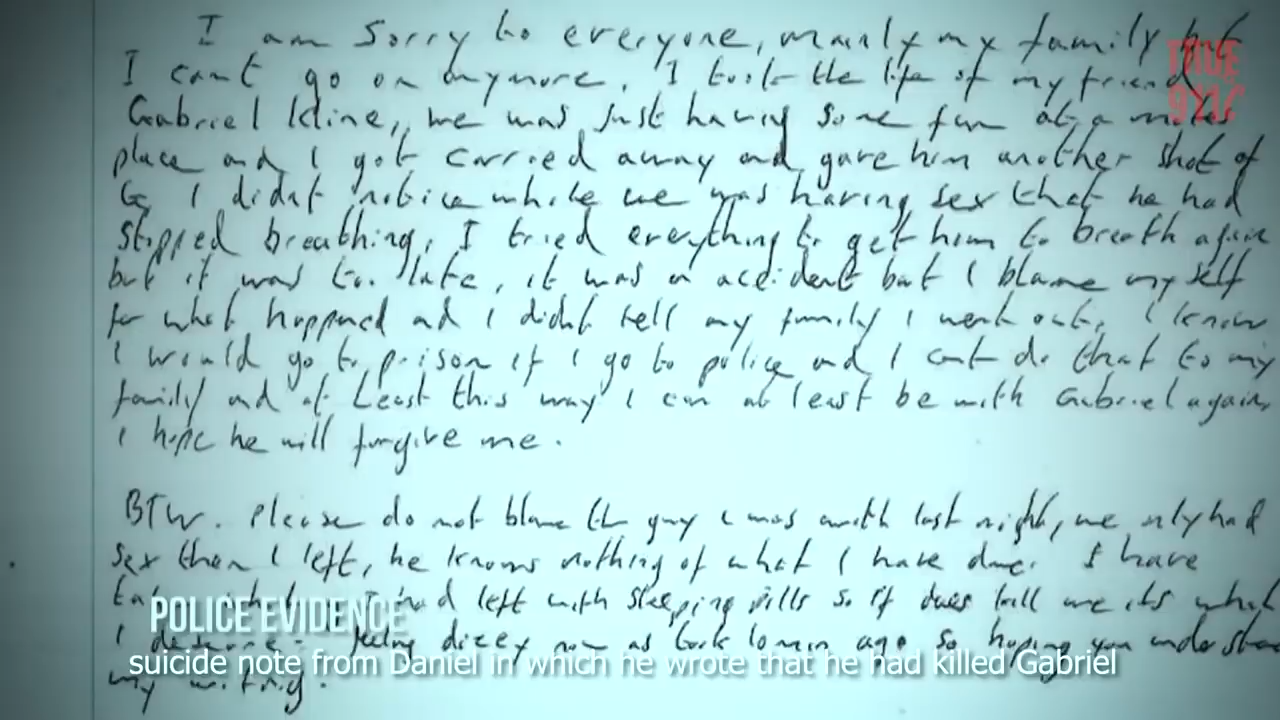 I am sorry to everyone, mainly my family but
I cant go on anymore. I took the life of my friend
Gabriel Kline, we was just having some fun at a mates
place and I got carried away and gave him another shot of
G, I didnt notice while we was having sex that he had
stopped breathing, I tried everything to get him to breath again
but it was to late, it was a accident but I blame my self
for what happned and I didnt tell my family I went out, I know
I would go to prison if I go to police and I cant do that to my
family and at Least this way I can at least be with Gabriel again,
I hope he will forgive me.
BTW. Please do not blame the guy I was with last night, we only had
sex then I left, he knows nothing of what I have done. I have
I had left with sleeping pills so if does kill me its what
I deserve. Feeling dizzy now as took 10 min ago so hoping you understand
my writing.
TRUE
911
POLICE EVIDENCE
suicide note from Daniel in which he wrote that he had killed Gabriel